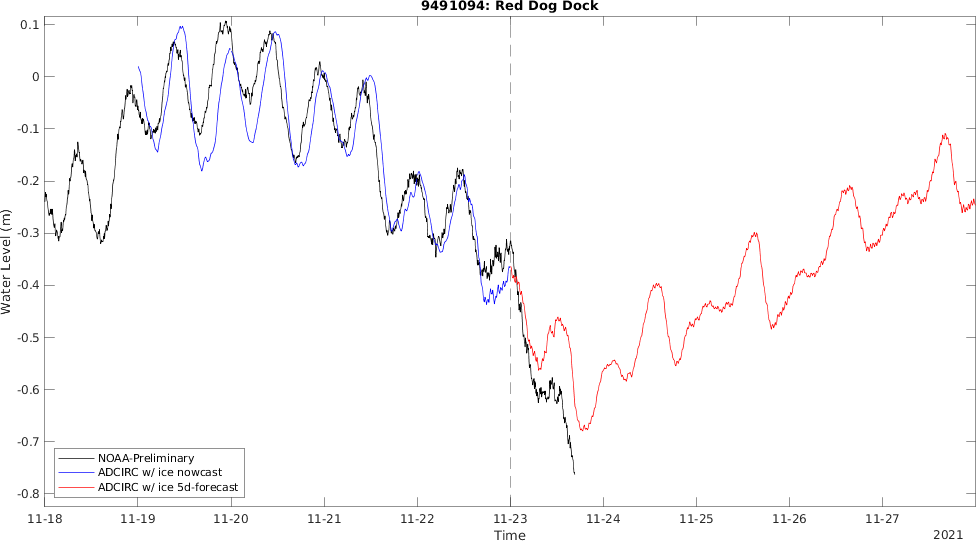 9491094: Red Dog Dock
0.1
0
-0.1
-0.2
-0.3
-0.4
-0.5
-0.6
-0.7
-0.8
Water Level (m)
NOAA-Preliminary
ADCIRC w/ ice nowcast
ADCIRC w/ ice 5d-forecast
11-18 11-19 11-20 11-21 11-22 11-23 11-24 11-25 11-26 11-27
Time
2021